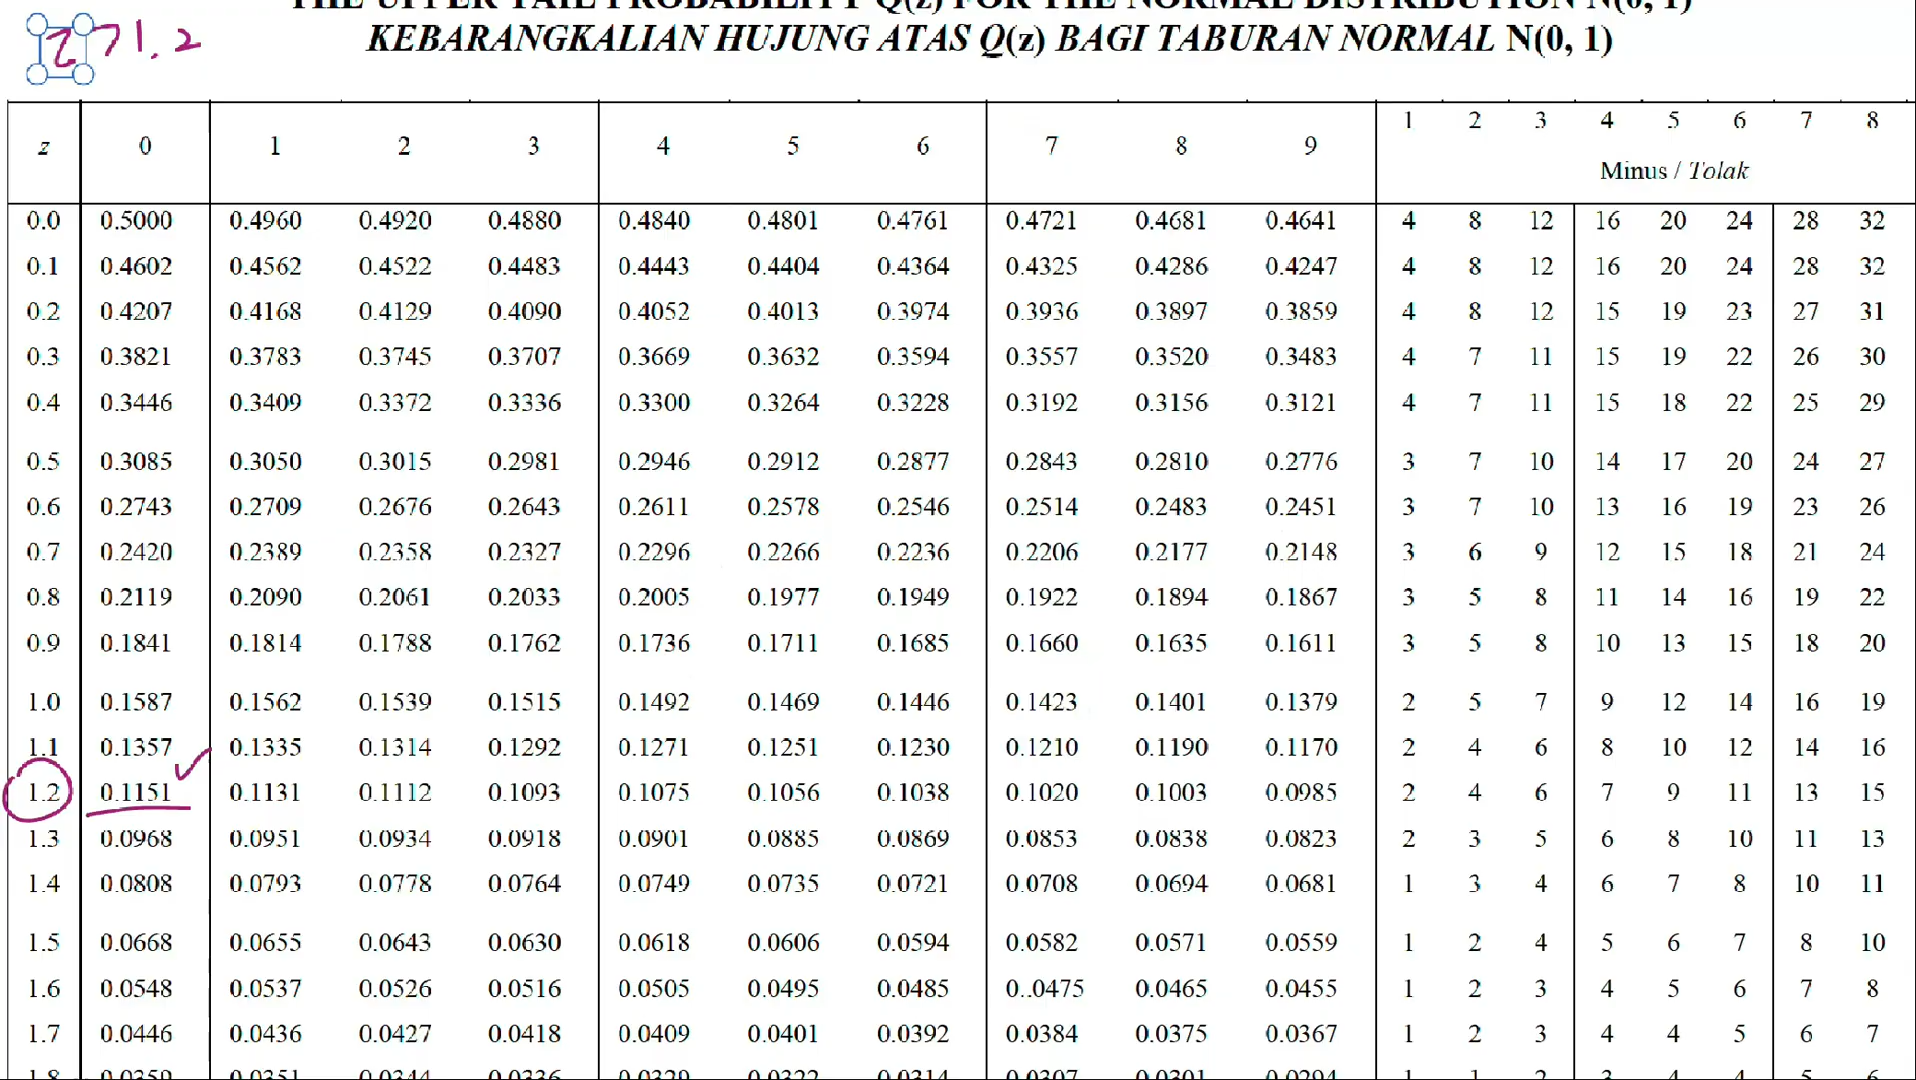 THE UPPER TAIL PROBABILITY Q(z) FOR THE NORMAL DISTRIBUTION N(0, 1)
KEBARANGKALIAN HUJUNG ATAS Q(z) BAGI TABURAN NORMAL N(0, 1)
z > 1.2
z 0 1 2 3 4 5 6 7 8 9 1 2 3 4 5 6 7 8
Minus / Tolak
0.0 0.5000 0.4960 0.4920 0.4880 0.4840 0.4801 0.4761 0.4721 0.4681 0.4641 4 8 12 16 20 24 28 32
0.1 0.4602 0.4562 0.4522 0.4483 0.4443 0.4404 0.4364 0.4325 0.4286 0.4247 4 8 12 16 20 24 28 32
0.2 0.4207 0.4168 0.4129 0.4090 0.4052 0.4013 0.3974 0.3936 0.3897 0.3859 4 8 12 15 19 23 27 31
0.3 0.3821 0.3783 0.3745 0.3707 0.3669 0.3632 0.3594 0.3557 0.3520 0.3483 4 7 11 15 19 22 26 30
0.4 0.3446 0.3409 0.3372 0.3336 0.3300 0.3264 0.3228 0.3192 0.3156 0.3121 4 7 11 15 18 22 25 29
0.5 0.3085 0.3050 0.3015 0.2981 0.2946 0.2912 0.2877 0.2843 0.2810 0.2776 3 7 10 14 17 20 24 27
0.6 0.2743 0.2709 0.2676 0.2643 0.2611 0.2578 0.2546 0.2514 0.2483 0.2451 3 7 10 13 16 19 23 26
0.7 0.2420 0.2389 0.2358 0.2327 0.2296 0.2266 0.2236 0.2206 0.2177 0.2148 3 6 9 12 15 18 21 24
0.8 0.2119 0.2090 0.2061 0.2033 0.2005 0.1977 0.1949 0.1922 0.1894 0.1867 3 5 8 11 14 16 19 22
0.9 0.1841 0.1814 0.1788 0.1762 0.1736 0.1711 0.1685 0.1660 0.1635 0.1611 3 5 8 10 13 15 18 20
1.0 0.1587 0.1562 0.1539 0.1515 0.1492 0.1469 0.1446 0.1423 0.1401 0.1379 2 5 7 9 12 14 16 19
1.1 0.1357 0.1335 0.1314 0.1292 0.1271 0.1251 0.1230 0.1210 0.1190 0.1170 2 4 6 8 10 12 14 16
1.2 0.1151 0.1131 0.1112 0.1093 0.1075 0.1056 0.1038 0.1020 0.1003 0.0985 2 4 6 7 9 11 13 15
1.3 0.0968 0.0951 0.0934 0.0918 0.0901 0.0885 0.0869 0.0853 0.0838 0.0823 2 3 5 6 8 10 11 13
1.4 0.0808 0.0793 0.0778 0.0764 0.0749 0.0735 0.0721 0.0708 0.0694 0.0681 1 3 4 6 7 8 10 11
1.5 0.0668 0.0655 0.0643 0.0630 0.0618 0.0606 0.0594 0.0582 0.0571 0.0559 1 2 4 5 6 7 8 10
1.6 0.0548 0.0537 0.0526 0.0516 0.0505 0.0495 0.0485 0..0475 0.0465 0.0455 1 2 3 4 5 6 7 8
1.7 0.0446 0.0436 0.0427 0.0418 0.0409 0.0401 0.0392 0.0384 0.0375 0.0367 1 2 3 4 4 5 6 7
1.8 0.0359 0.0351 0.0344 0.0336 0.0329 0.0322 0.0314 0.0307 0.0301 0.0294 1 1 2 3 4 4 5 6